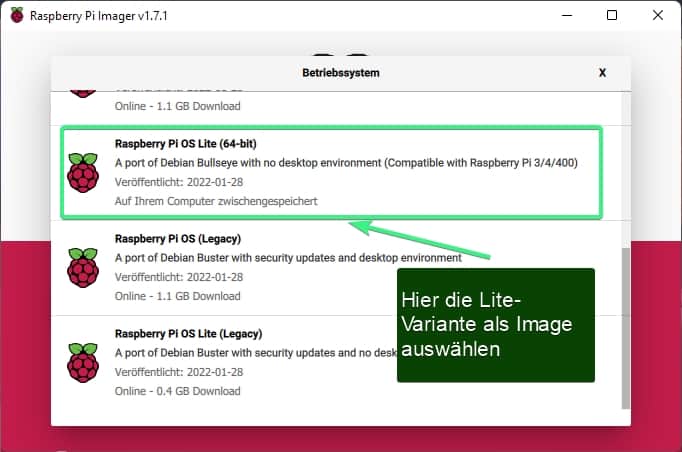 Raspberry Pi Imager v1.7.1
Betriebssystem
X
Online - 1.1 GB Download
Raspberry Pi OS Lite (64-bit)
A port of Debian Bullseye with no desktop environment (Compatible with Raspberry Pi 3/4/400)
Veröffentlicht: 2022-01-28
Auf Ihrem Computer zwischengespeichert
Raspberry Pi OS (Legacy)
A port of Debian Buster with security updates and desktop environment
Veröffentlicht: 2022-01-28
Online - 1.1 GB Download
Hier die Lite-
Variante als Image
auswählen
Raspberry Pi OS Lite (Legacy)
A port of Debian Buster with security updates and no
Veröffentlicht: 2022-01-28
Online - 0.4 GB Download